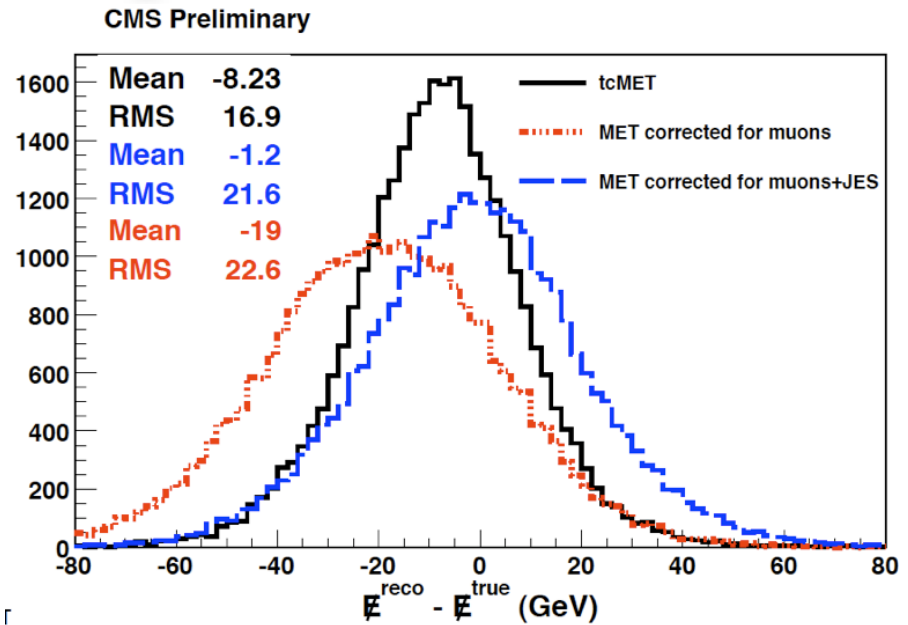 CMS Preliminary
Mean -8.23
RMS 16.9
Mean -1.2
RMS 21.6
Mean -19
RMS 22.6
tcMET
MET corrected for muons
MET corrected for muons+JES
1600
1400
1200
1000
800
600
400
200
0
-80 -60 -40 -20 0 20 40 60 80
E̸^reco - E̸^true (GeV)